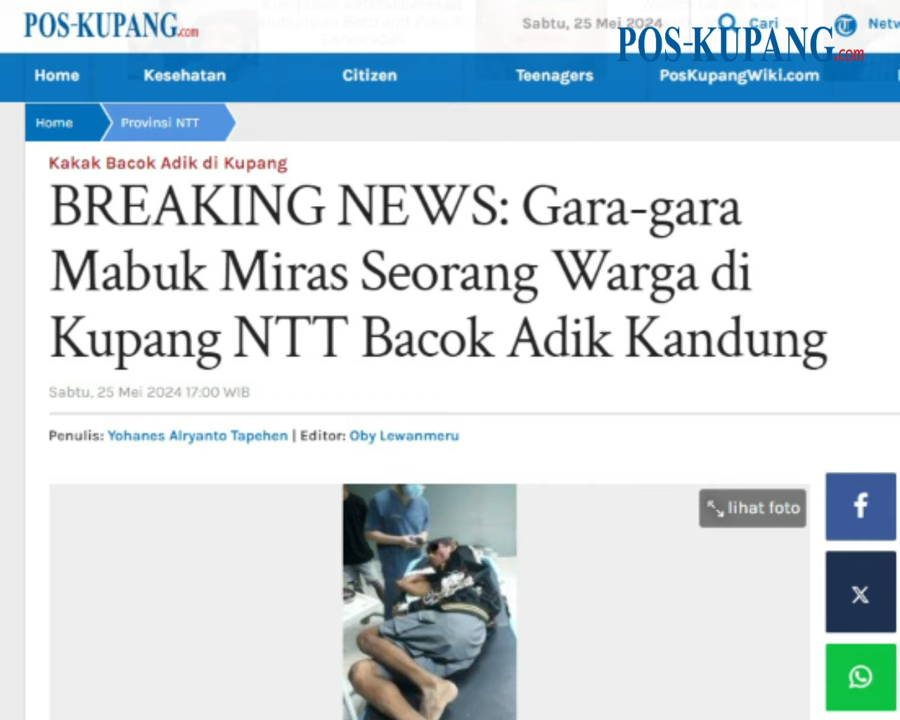 POS-KUPANG.com
Sabtu, 25 Mei 2024
Cari
Netw
POS-KUPANG.com
Home
Kesehatan
Citizen
Teenagers
PosKupangWiki.com
Home
Provinsi NTT
Kakak Bacok Adik di Kupang
BREAKING NEWS: Gara-gara
Mabuk Miras Seorang Warga di
Kupang NTT Bacok Adik Kandung
Sabtu, 25 Mei 2024 17:00 WIB
Penulis: Yohanes Alryanto Tapehen | Editor: Oby Lewanmeru
lihat foto